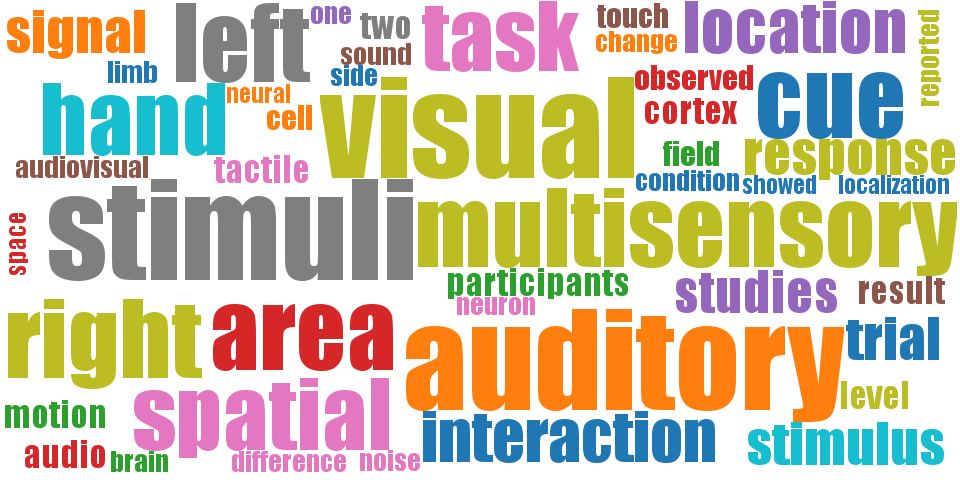 signal
left
one
two
task
touch
location
reported
change
sound
limb
side
observed
cue
hand
neural
cell
visual
cortex
response
audiovisual
tactile
field
condition
showed
localization
stimuli
multisensory
space
participants
neuron
studies
result
right
area
auditory
trial
spatial
level
motion
interaction
stimulus
audio
brain
difference
noise